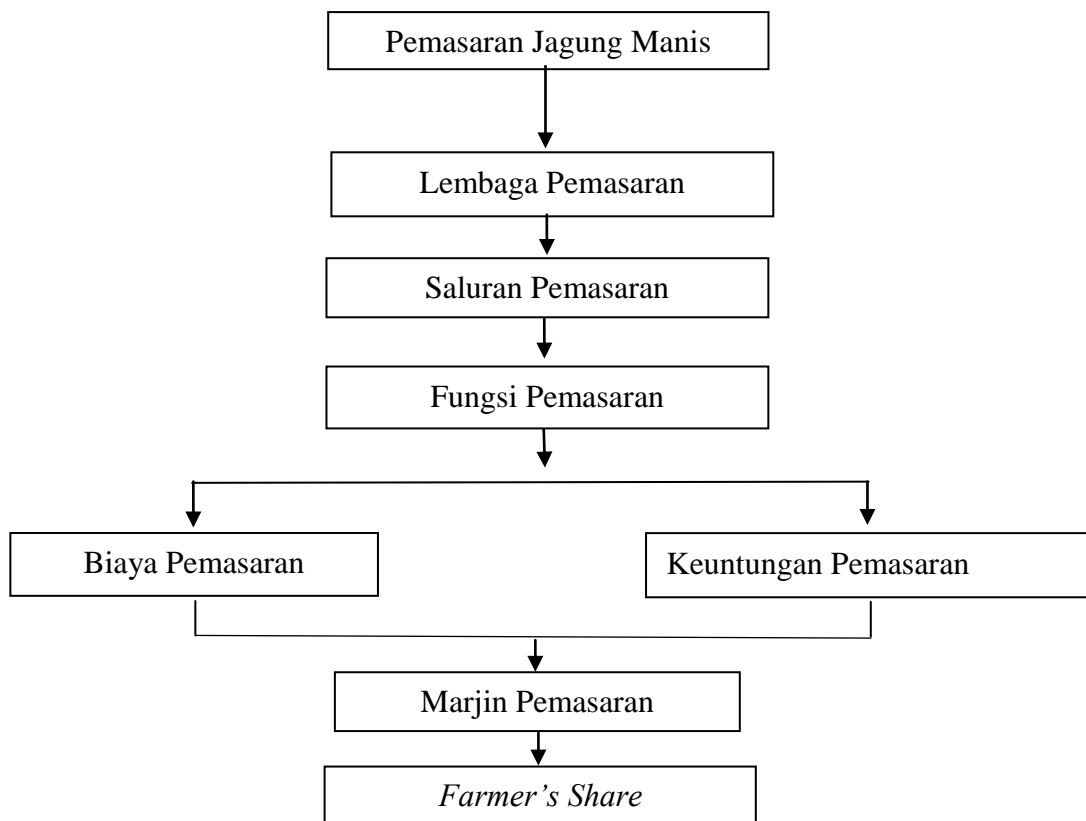 Pemasaran Jagung Manis
Lembaga Pemasaran
Saluran Pemasaran
Fungsi Pemasaran
Biaya Pemasaran
Keuntungan Pemasaran
Marjin Pemasaran
Farmer’s Share